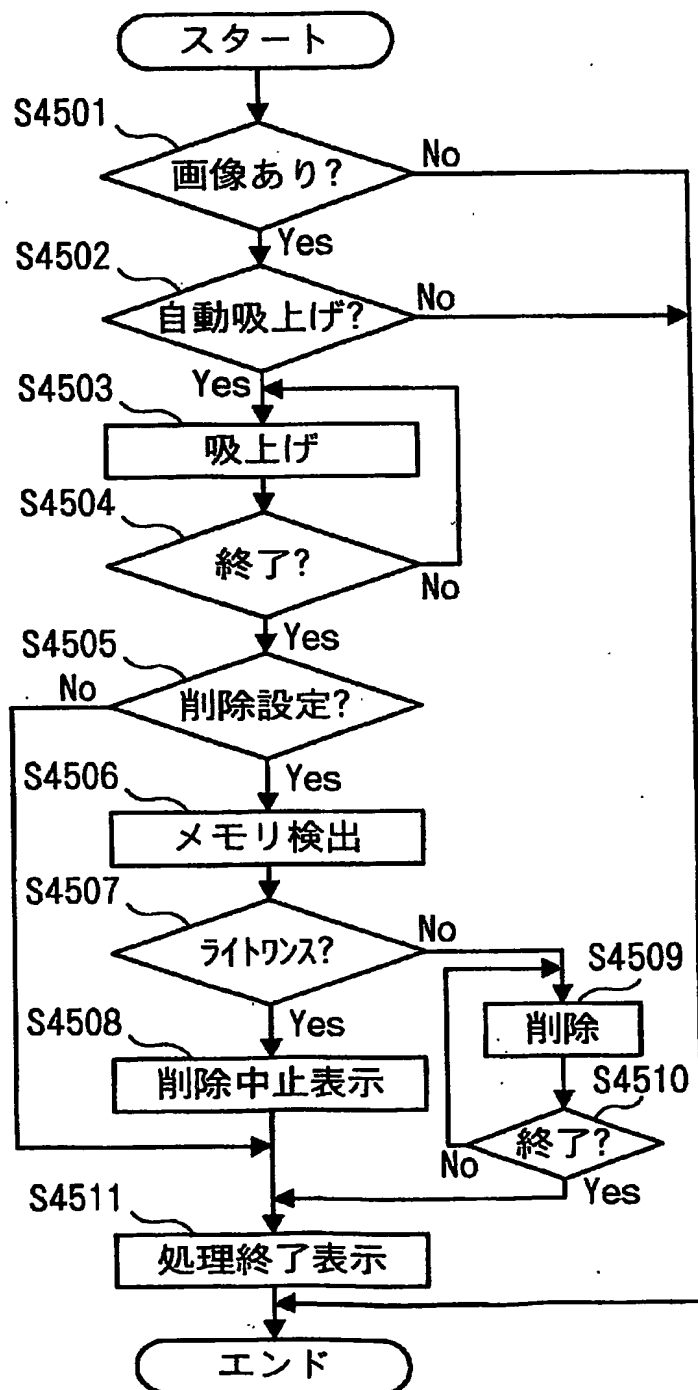 スタート
S4501
画像あり?
No
Yes
S4502
自動吸上げ?
No
Yes
S4503
吸上げ
S4504
終了?
No
Yes
S4505
No
削除設定?
Yes
S4506
メモリ検出
S4507
ライトワンス?
No
Yes
S4509
削除
S4508
削除中止表示
S4510
終了?
No
Yes
S4511
処理終了表示
エンド